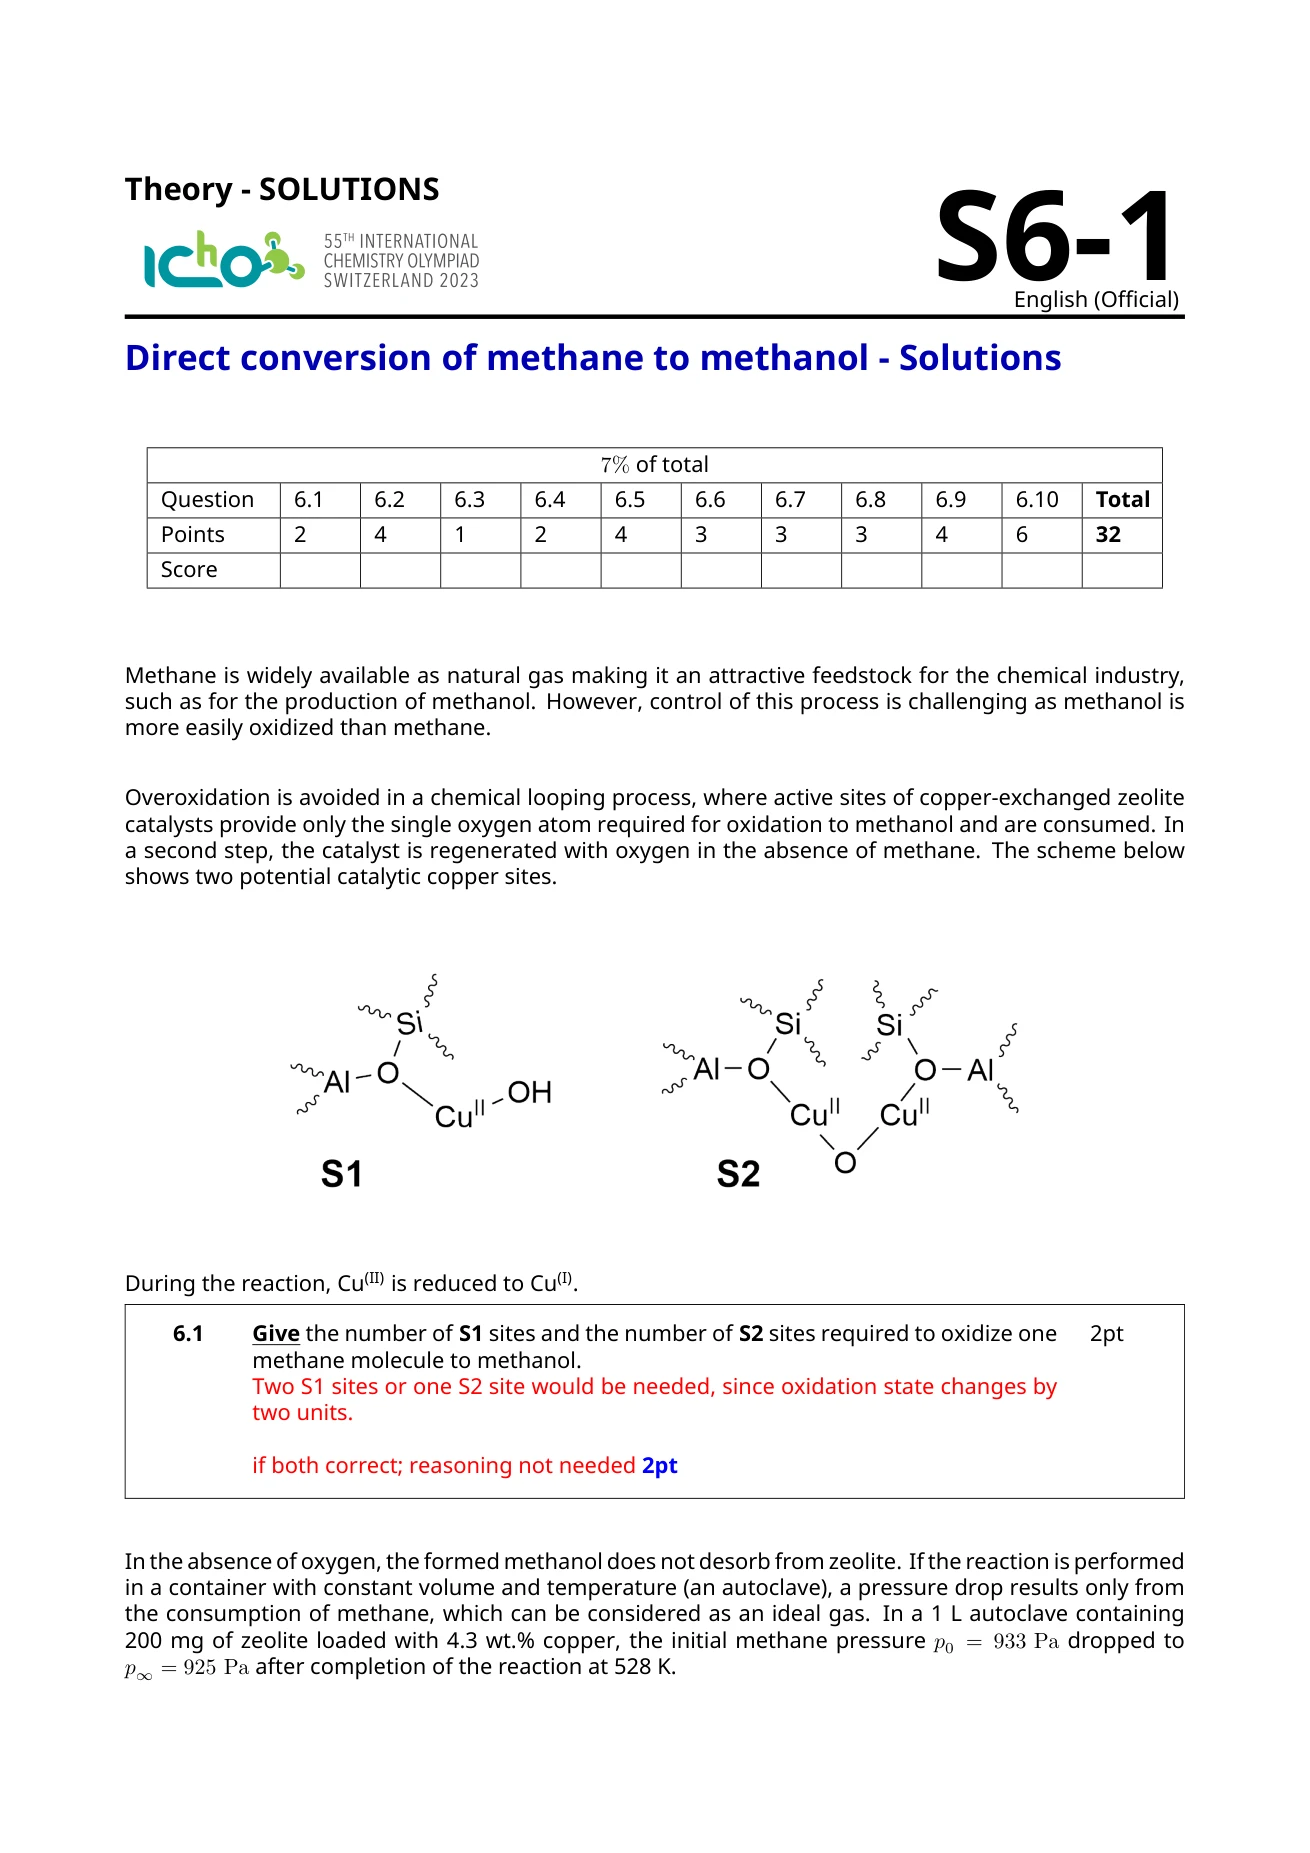 Theory - SOLUTIONS
IChO
55TH INTERNATIONAL
CHEMISTRY OLYMPIAD
SWITZERLAND 2023
S6-1
English (Official)
Direct conversion of methane to methanol - Solutions
7% of total
Question 6.1 6.2 6.3 6.4 6.5 6.6 6.7 6.8 6.9 6.10 Total
Points 2 4 1 2 4 3 3 3 4 6 32
Score
Methane is widely available as natural gas making it an attractive feedstock for the chemical industry,
such as for the production of methanol. However, control of this process is challenging as methanol is
more easily oxidized than methane.
Overoxidation is avoided in a chemical looping process, where active sites of copper-exchanged zeolite
catalysts provide only the single oxygen atom required for oxidation to methanol and are consumed. In
a second step, the catalyst is regenerated with oxygen in the absence of methane. The scheme below
shows two potential catalytic copper sites.
Si
Al O
Cu^II OH
S1
Si Si
Al O O Al
Cu^II Cu^II
O
S2
During the reaction, Cu^(II) is reduced to Cu^(I).
6.1 Give the number of S1 sites and the number of S2 sites required to oxidize one 2pt
methane molecule to methanol.
Two S1 sites or one S2 site would be needed, since oxidation state changes by
two units.
if both correct; reasoning not needed 2pt
In the absence of oxygen, the formed methanol does not desorb from zeolite. If the reaction is performed
in a container with constant volume and temperature (an autoclave), a pressure drop results only from
the consumption of methane, which can be considered as an ideal gas. In a 1 L autoclave containing
200 mg of zeolite loaded with 4.3 wt.% copper, the initial methane pressure p₀ = 933 Pa dropped to
p∞ = 925 Pa after completion of the reaction at 528 K.